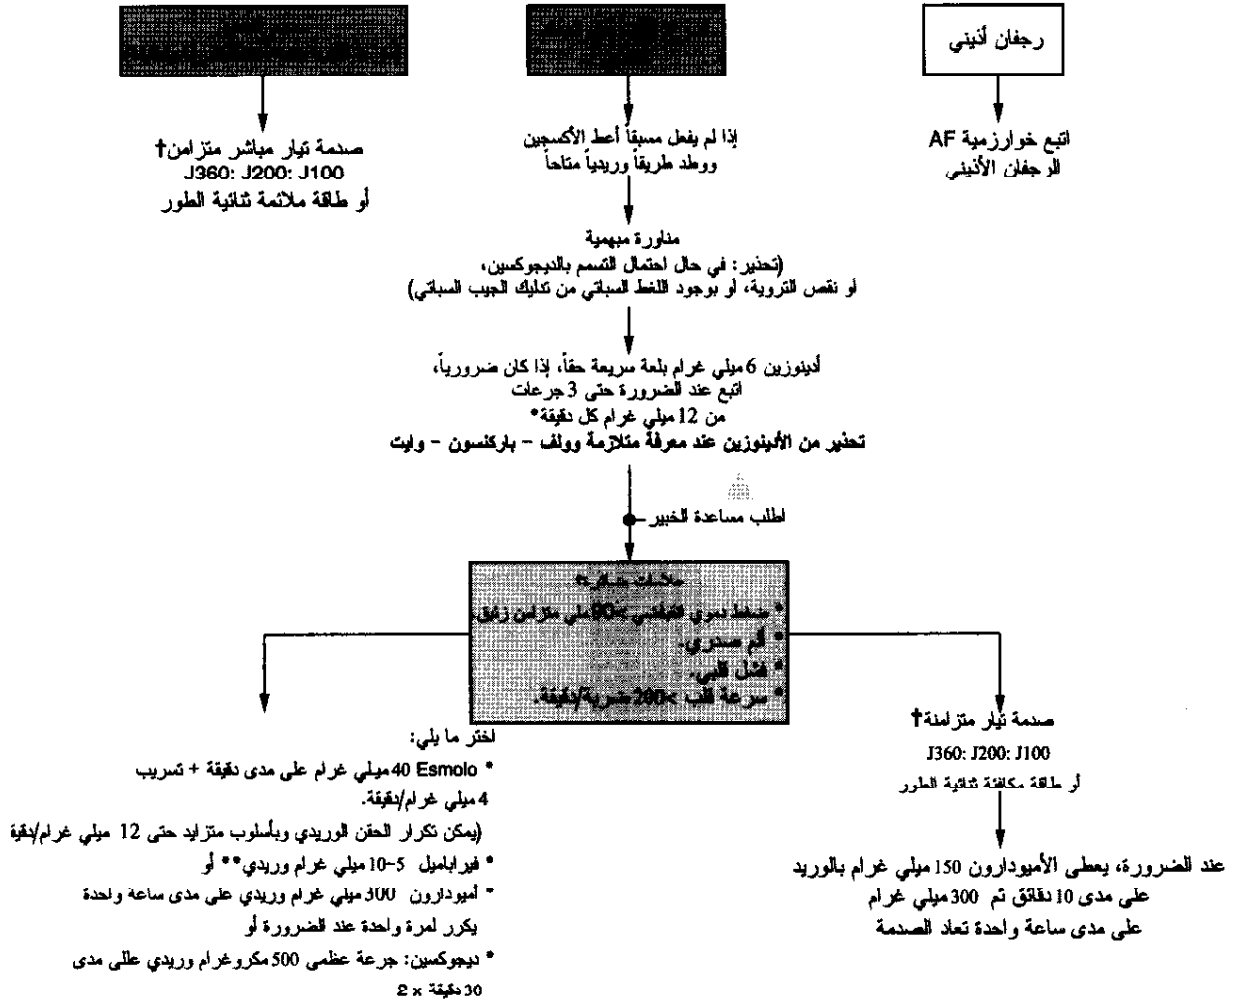 رجفان أذيني
اتبع خوارزمية AF
الرجفان الأذيني
إذا لم يفعل مسبقاً أعط الأكسجين
ووطد طريقاً وريدياً متاحاً
صدمة تيار مباشر متزامن†
J360: J200: J100
أو طاقة ملائمة ثنائية الطور
مناورة مبهمية
(تحذير: في حال احتمال التسمم بالديجوكسين،
أو نقص التروية، أو بوجود اللغط السباتي من تدليك الجيب السباتي)
أدينوزين 6 ميلي غرام بلعة سريعة حقاً، إذا كان ضرورياً،
اتبع عند الضرورة حتى 3 جرعات
من 12 ميلي غرام كل دقيقة*
تحذير من الأدينوزين عند معرفة متلازمة وولف - باركنسون - وايت
اطلب مساعدة الخبير
* ضغط دموي انقباضي >90 ملي متزامن زئبق.
* ألم صدري.
* فشل قلبي.
* سرعة قلب >200 ضربة/دقيقة.
صدمة تيار متزامنة†
J360: J200: J100
أو طاقة مكافئة ثنائية الطور
عند الضرورة، يعطى الأميودارون 150 ميلي غرام بالوريد
على مدى 10 دقائق ثم 300 ميلي غرام
على مدى ساعة واحدة تعاد الصدمة
اختر ما يلي:
* Esmolo 40 ميلي غرام على مدى دقيقة + تسريب
4 ميلي غرام/دقيقة.
(يمكن تكرار الحقن الوريدي وبأسلوب متزايد حتى 12 ميلي غرام/دقيقة
* فيراباميل 5-10 ميلي غرام وريدي** أو
* أميودارون 300 ميلي غرام وريدي على مدى ساعة واحدة
يكرر لمرة واحدة عند الضرورة أو
* ديجوكسين: جرعة عظمى 500 مكروغرام وريدي عللى مدى
30 دقيقة × 2